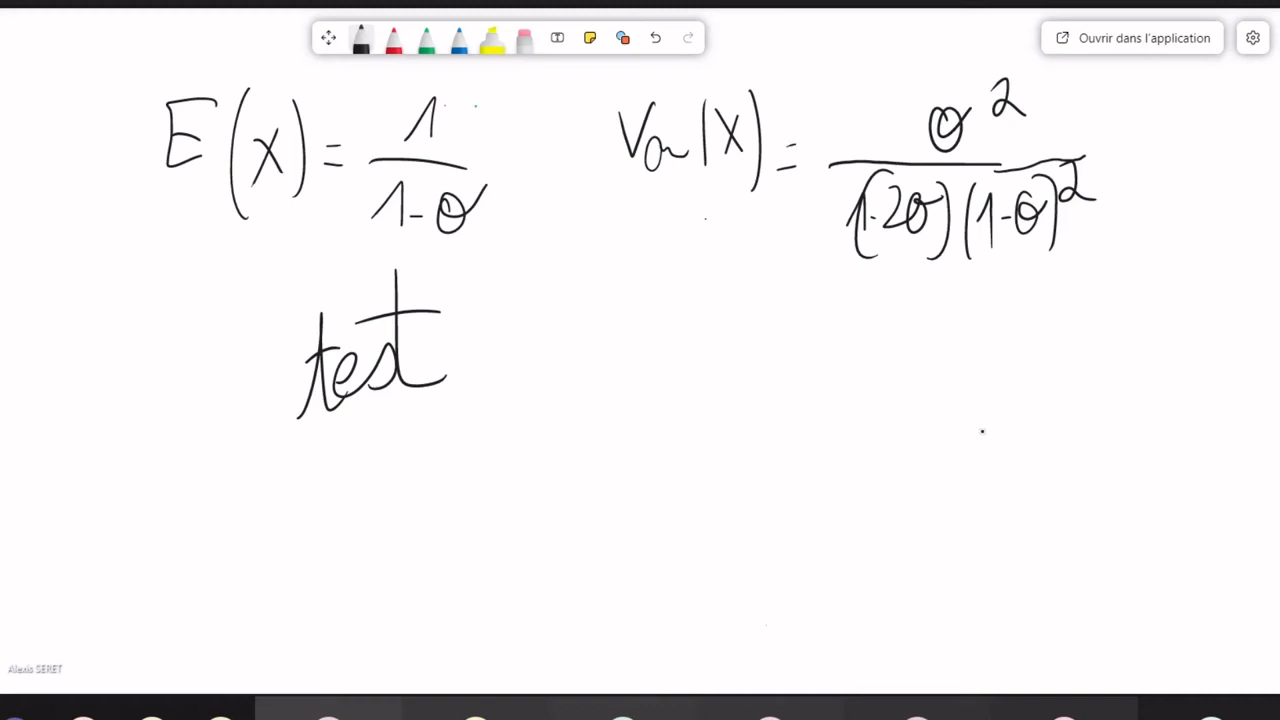 Ouvrir dans l'application
E(X) = 1/(1-θ) Var(X) = θ²/((1-2θ)(1-θ)²)
test
Alexis SERET